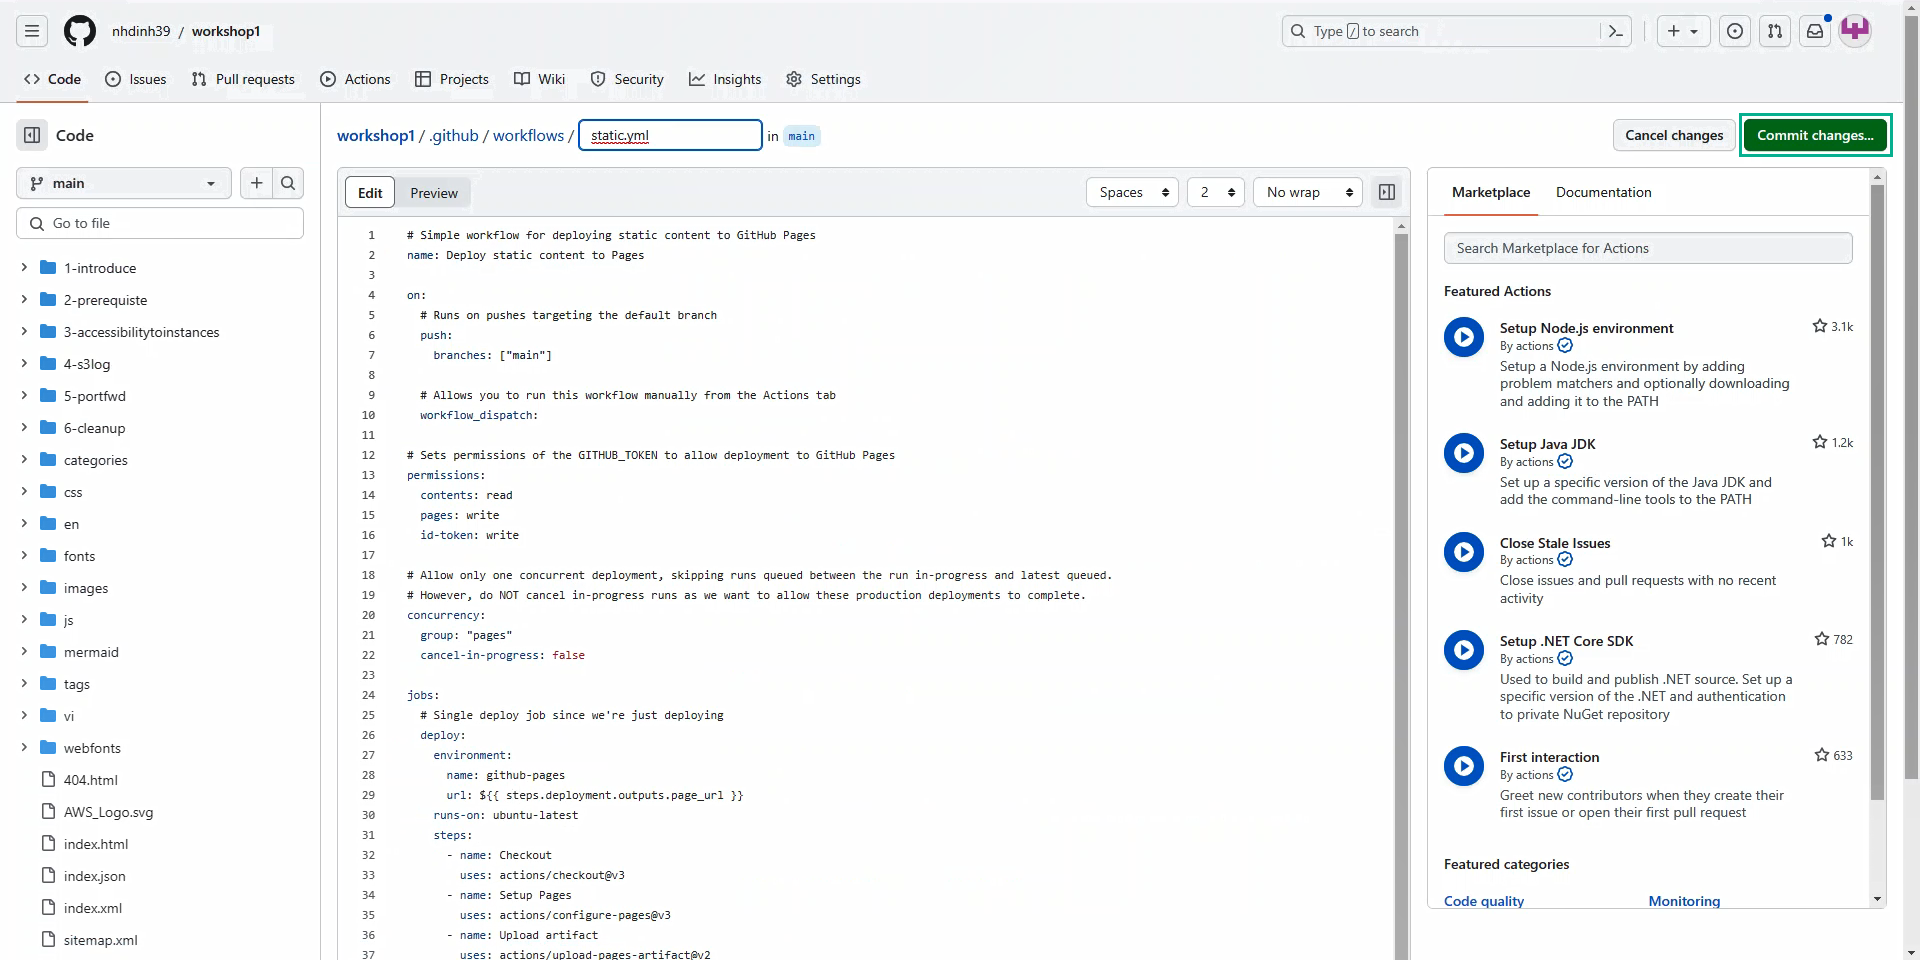 nhdinh39 / workshop1
Type / to search
Code
Issues
Pull requests
Actions
Projects
Wiki
Security
Insights
Settings
Code
main
Go to file
1-introduce
2-prerequiste
3-accessibilitytoinstances
4-s3log
5-portfwd
6-cleanup
categories
css
en
fonts
images
js
mermaid
tags
vi
webfonts
404.html
AWS_Logo.svg
index.html
index.json
index.xml
sitemap.xml
workshop1 / .github / workflows / static.yml in main
Cancel changes
Commit changes...
Edit
Preview
Spaces
2
No wrap
1 # Simple workflow for deploying static content to GitHub Pages
2 name: Deploy static content to Pages
3
4 on:
5 # Runs on pushes targeting the default branch
6 push:
7 branches: ["main"]
8
9 # Allows you to run this workflow manually from the Actions tab
10 workflow_dispatch:
11
12 # Sets permissions of the GITHUB_TOKEN to allow deployment to GitHub Pages
13 permissions:
14 contents: read
15 pages: write
16 id-token: write
17
18 # Allow only one concurrent deployment, skipping runs queued between the run in-progress and latest queued.
19 # However, do NOT cancel in-progress runs as we want to allow these production deployments to complete.
20 concurrency:
21 group: "pages"
22 cancel-in-progress: false
23
24 jobs:
25 # Single deploy job since we're just deploying
26 deploy:
27 environment:
28 name: github-pages
29 url: ${{ steps.deployment.outputs.page_url }}
30 runs-on: ubuntu-latest
31 steps:
32 - name: Checkout
33 uses: actions/checkout@v3
34 - name: Setup Pages
35 uses: actions/configure-pages@v3
36 - name: Upload artifact
37 uses: actions/upload-pages-artifact@v2
Marketplace
Documentation
Search Marketplace for Actions
Featured Actions
Setup Node.js environment
3.1k
By actions
Setup a Node.js environment by adding
problem matchers and optionally downloading
and adding it to the PATH
Setup Java JDK
1.2k
By actions
Set up a specific version of the Java JDK and
add the command-line tools to the PATH
Close Stale Issues
1k
By actions
Close issues and pull requests with no recent
activity
Setup .NET Core SDK
782
By actions
Used to build and publish .NET source. Set up a
specific version of the .NET and authentication
to private NuGet repository
First interaction
633
By actions
Greet new contributors when they create their
first issue or open their first pull request
Featured categories
Code quality
Monitoring